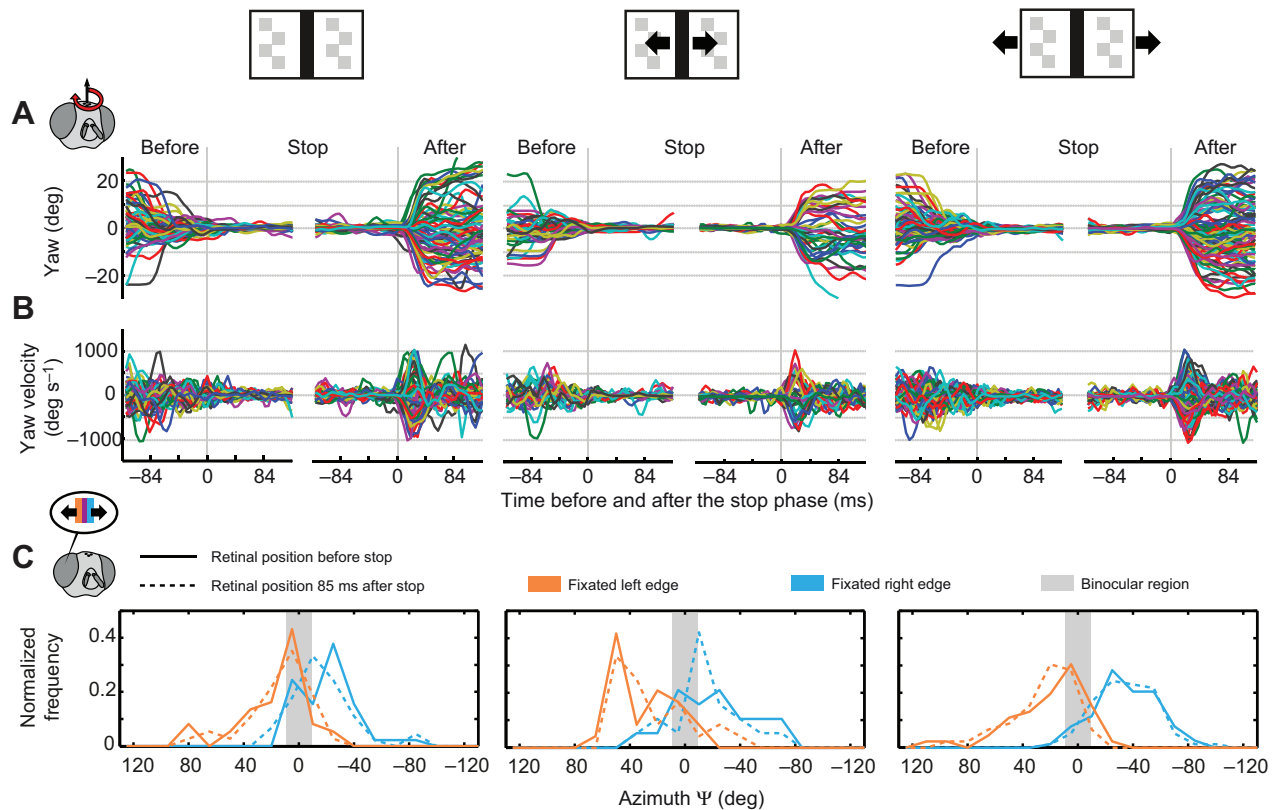 A
Before Stop After Before Stop After Before Stop After
Yaw (deg)
20
0
−20
B
Yaw velocity
(deg s−1)
1000
0
−1000
−84 0 84 0 84 −84 0 84 0 84 −84 0 84 0 84
Time before and after the stop phase (ms)
C
Retinal position before stop
Retinal position 85 ms after stop
Fixated left edge
Fixated right edge
Binocular region
Normalized
frequency
0.4
0.2
0
120 80 40 0 −40 −80 −120 120 80 40 0 −40 −80 −120 120 80 40 0 −40 −80 −120
Azimuth Ψ (deg)